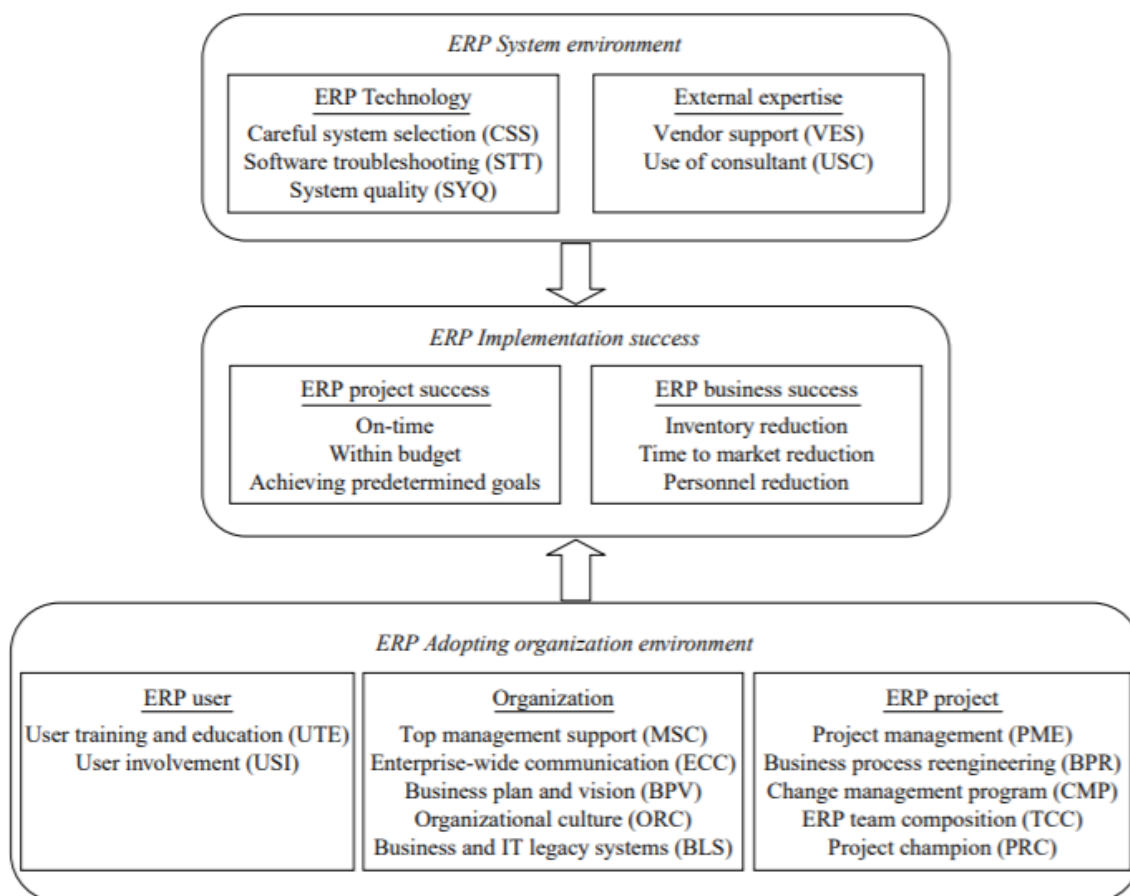 ERP System environment
ERP Technology
Careful system selection (CSS)
Software troubleshooting (STT)
System quality (SYQ)
External expertise
Vendor support (VES)
Use of consultant (USC)
ERP Implementation success
ERP project success
On-time
Within budget
Achieving predetermined goals
ERP business success
Inventory reduction
Time to market reduction
Personnel reduction
ERP Adopting organization environment
ERP user
User training and education (UTE)
User involvement (USI)
Organization
Top management support (MSC)
Enterprise-wide communication (ECC)
Business plan and vision (BPV)
Organizational culture (ORC)
Business and IT legacy systems (BLS)
ERP project
Project management (PME)
Business process reengineering (BPR)
Change management program (CMP)
ERP team composition (TCC)
Project champion (PRC)